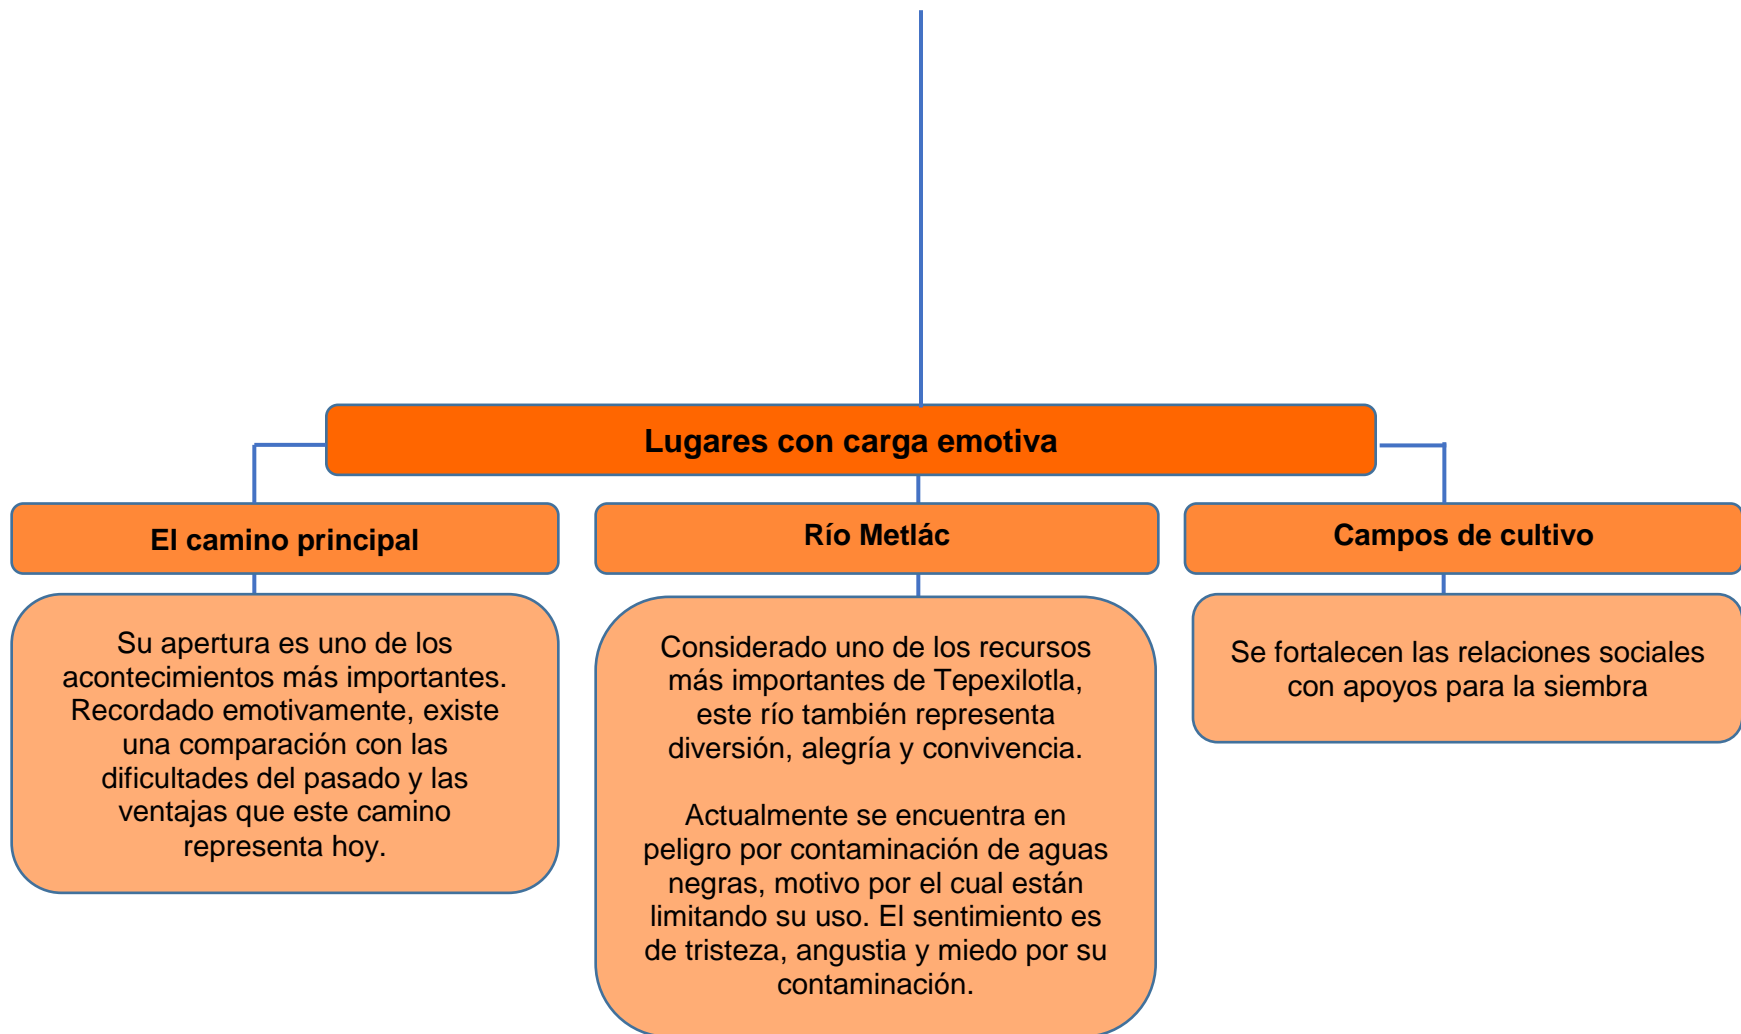 Lugares con carga emotiva
El camino principal
Su apertura es uno de los
acontecimientos más importantes.
Recordado emotivamente, existe
una comparación con las
dificultades del pasado y las
ventajas que este camino
representa hoy.
Río Metlác
Considerado uno de los recursos
más importantes de Tepexilotla,
este río también representa
diversión, alegría y convivencia.
Actualmente se encuentra en
peligro por contaminación de aguas
negras, motivo por el cual están
limitando su uso. El sentimiento es
de tristeza, angustia y miedo por su
contaminación.
Campos de cultivo
Se fortalecen las relaciones sociales
con apoyos para la siembra